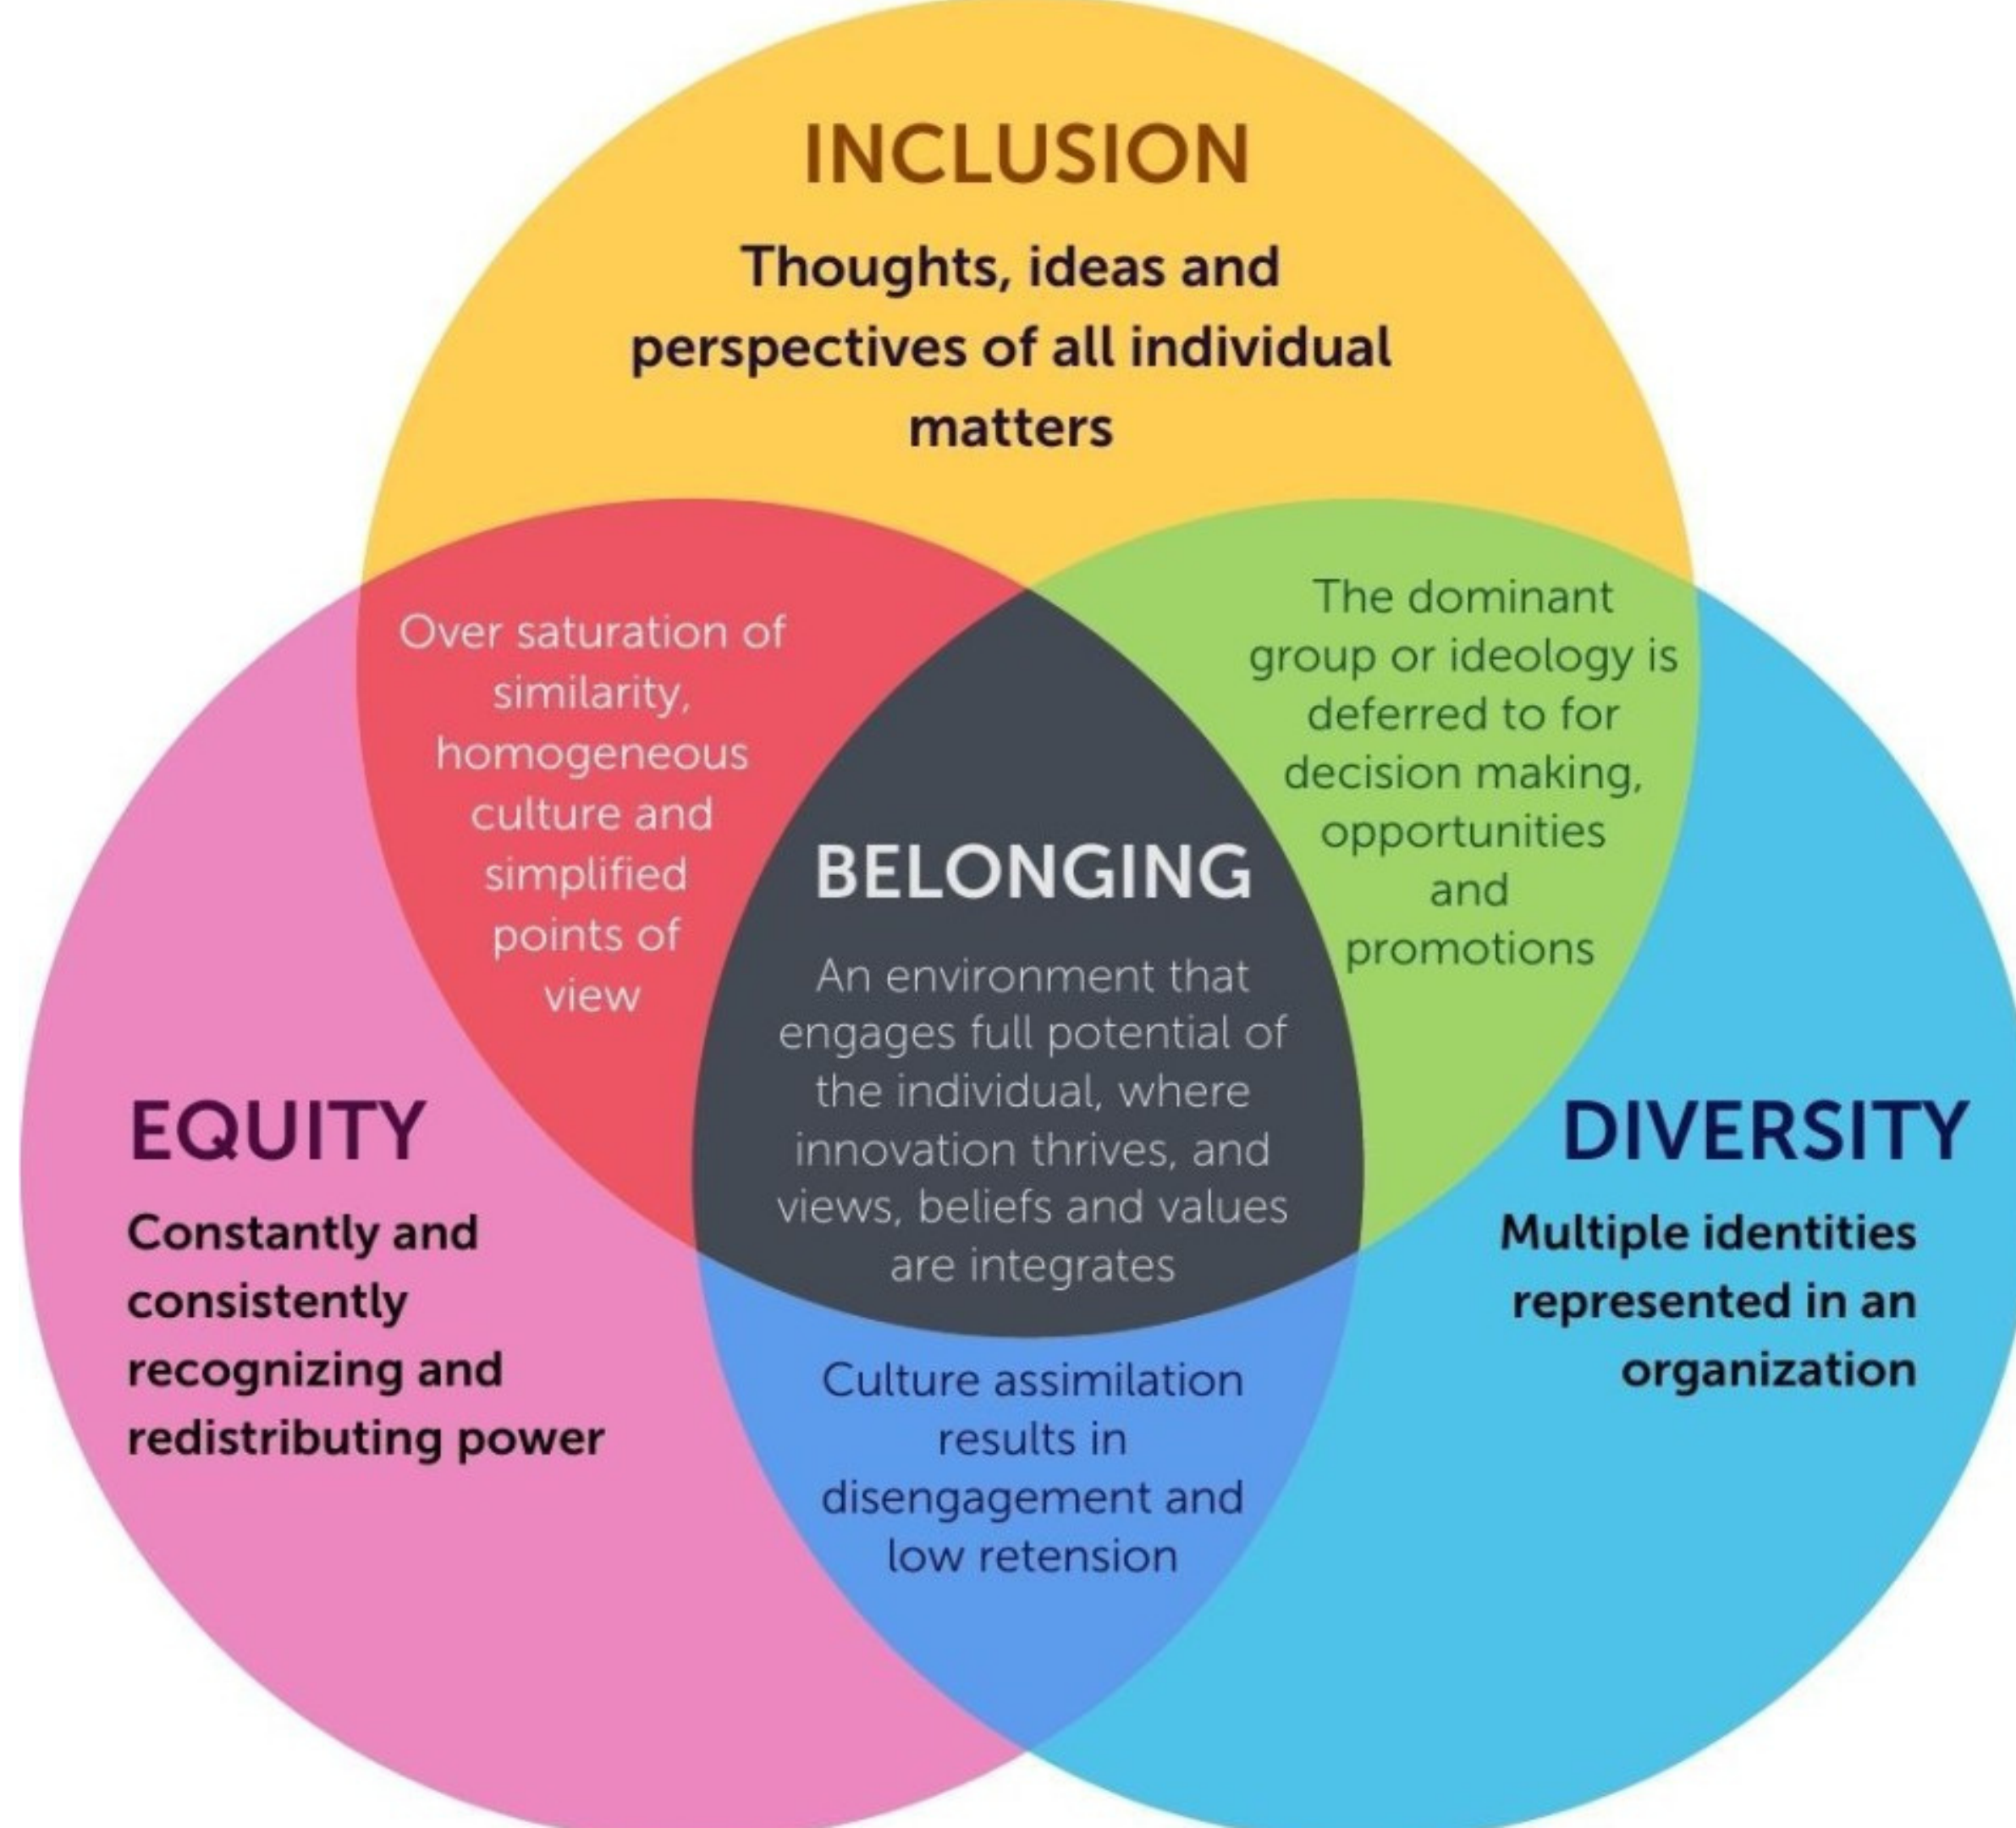 INCLUSION
Thoughts, ideas and
perspectives of all individual
matters
Over saturation of
similarity,
homogeneous
culture and
simplified
points of
view
The dominant
group or ideology is
deferred to for
decision making,
opportunities
and
promotions
BELONGING
An environment that
engages full potential of
the individual, where
innovation thrives, and
views, beliefs and values
are integrates
EQUITY
Constantly and
consistently
recognizing and
redistributing power
DIVERSITY
Multiple identities
represented in an
organization
Culture assimilation
results in
disengagement and
low retension